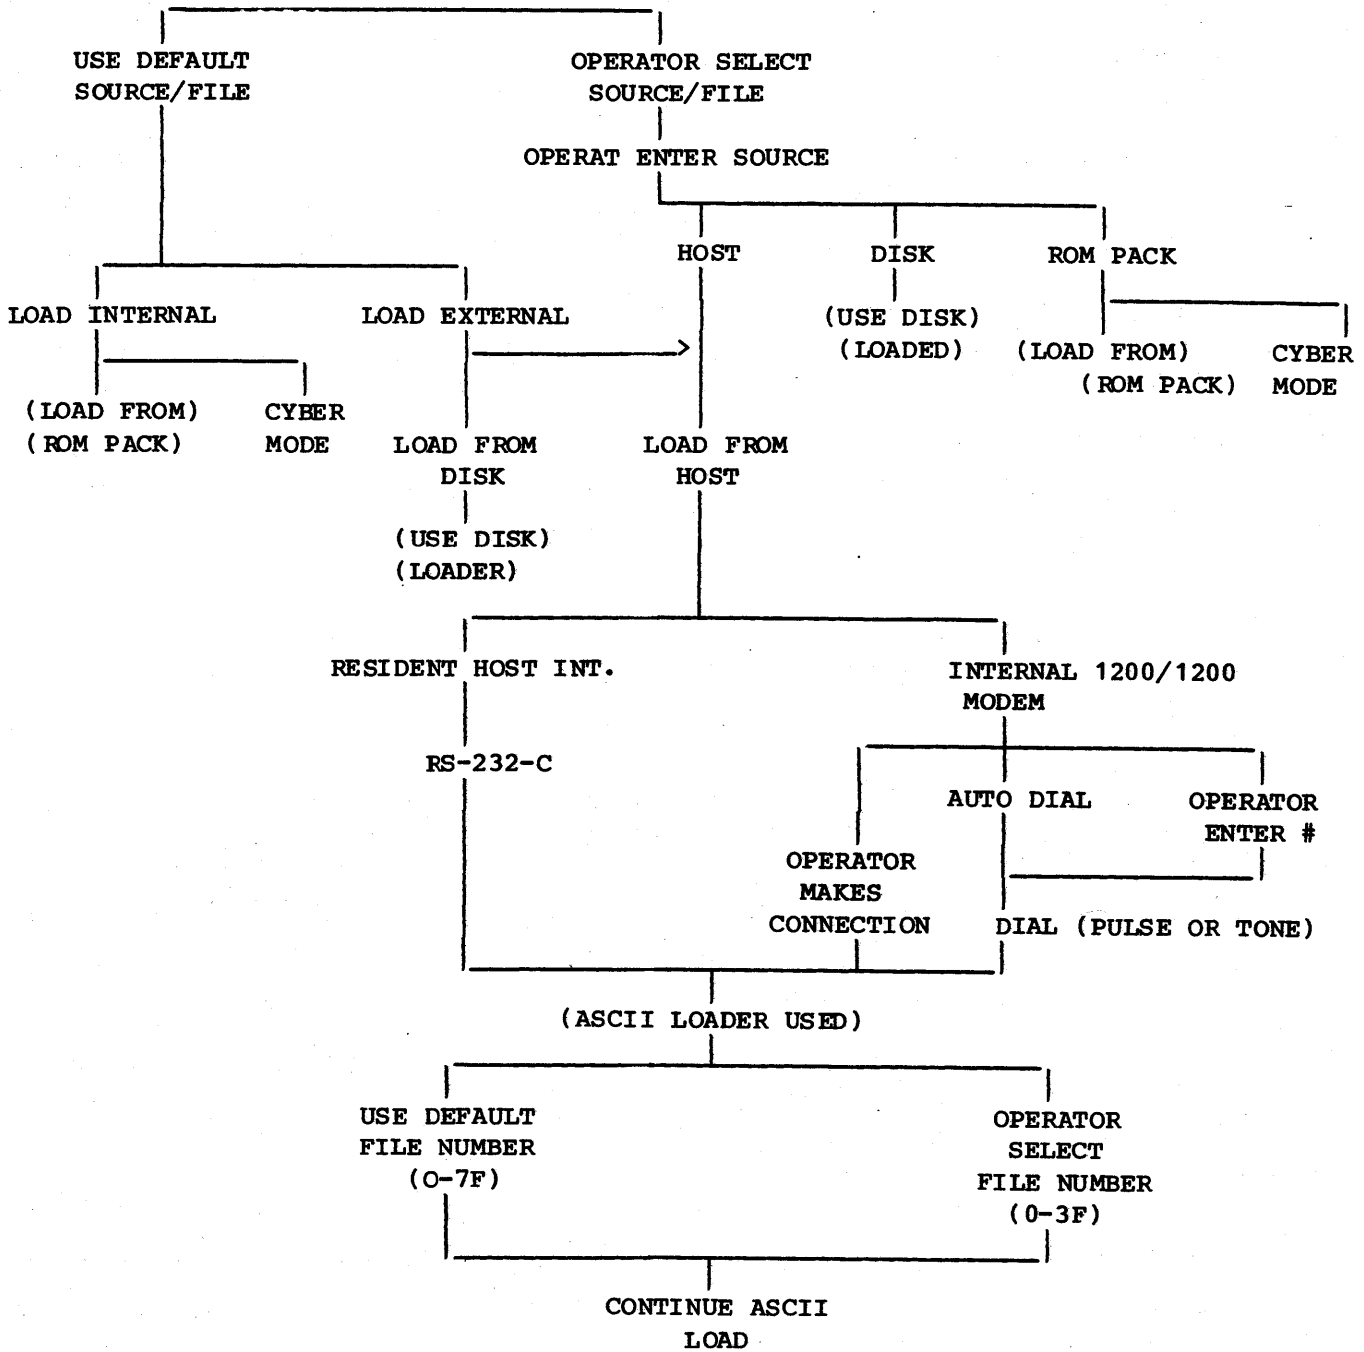 USE DEFAULT
SOURCE/FILE
OPERATOR SELECT
SOURCE/FILE
OPERAT ENTER SOURCE
HOST
DISK
ROM PACK
LOAD INTERNAL
LOAD EXTERNAL
(USE DISK)
(LOADED)
(LOAD FROM)
(ROM PACK)
CYBER
MODE
(LOAD FROM)
(ROM PACK)
CYBER
MODE
LOAD FROM
DISK
LOAD FROM
HOST
(USE DISK)
(LOADER)
RESIDENT HOST INT.
INTERNAL 1200/1200
MODEM
RS-232-C
AUTO DIAL
OPERATOR
ENTER #
OPERATOR
MAKES
CONNECTION
DIAL (PULSE OR TONE)
(ASCII LOADER USED)
USE DEFAULT
FILE NUMBER
(0-7F)
OPERATOR
SELECT
FILE NUMBER
(0-3F)
CONTINUE ASCII
LOAD